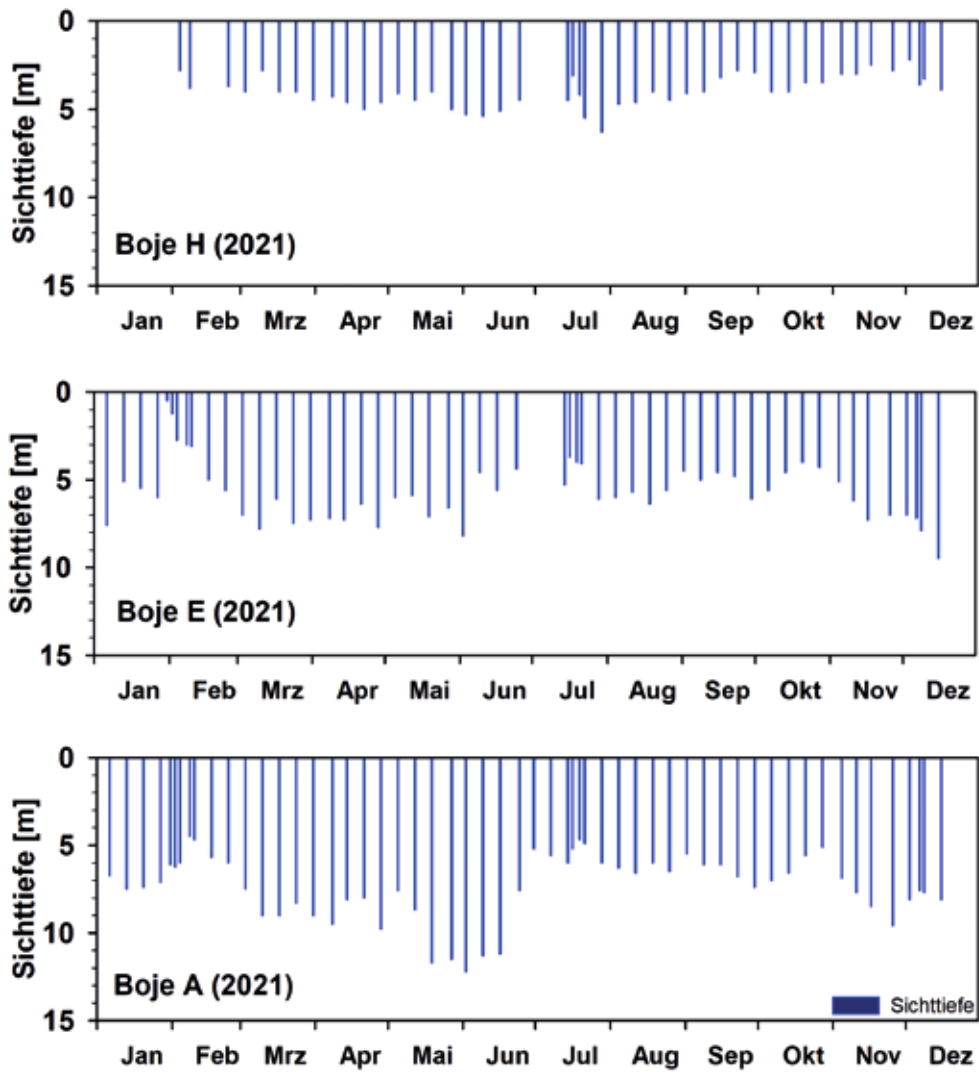 0
5
10
15
Sichttiefe [m]
Boje H (2021)
Jan Feb Mrz Apr Mai Jun Jul Aug Sep Okt Nov Dez
0
5
10
15
Sichttiefe [m]
Boje E (2021)
Jan Feb Mrz Apr Mai Jun Jul Aug Sep Okt Nov Dez
0
5
10
15
Sichttiefe [m]
Boje A (2021)
Sichttiefe
Jan Feb Mrz Apr Mai Jun Jul Aug Sep Okt Nov Dez